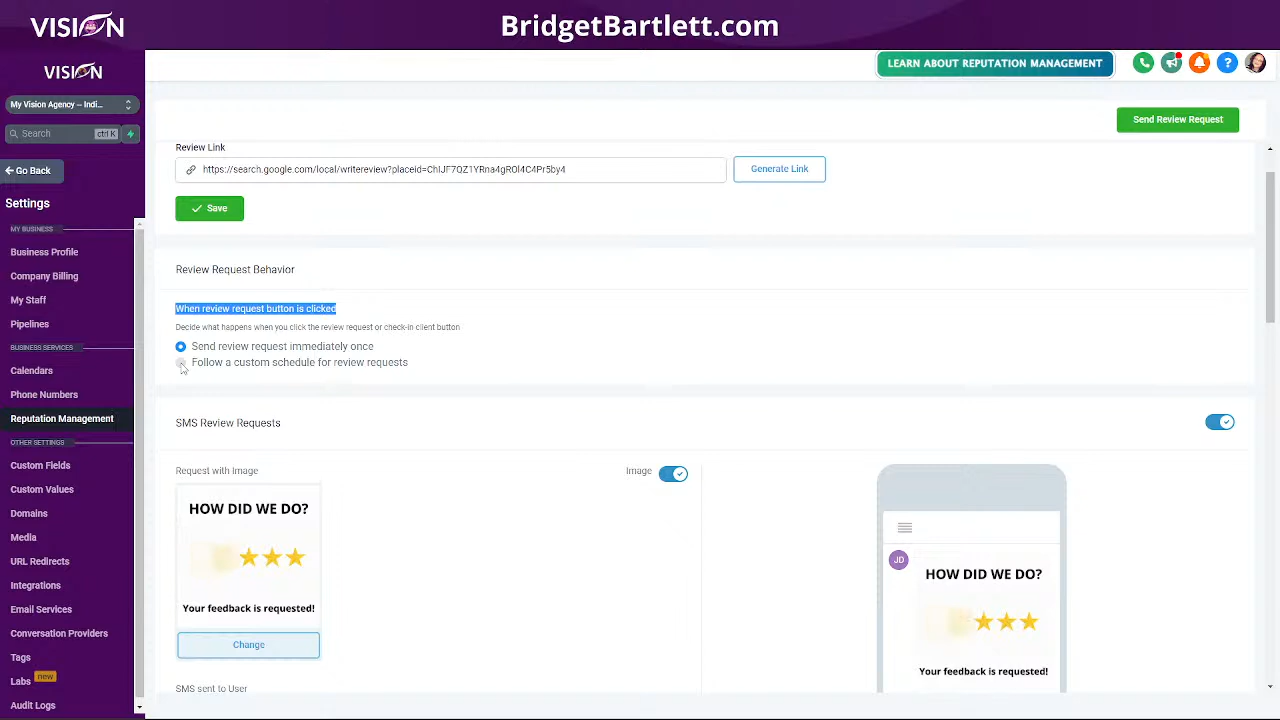 VISION
BridgetBartlett.com
VISION
LEARN ABOUT REPUTATION MANAGEMENT
?
My Vision Agency -- Indi...
Search
ctrl K
Send Review Request
Go Back
Settings
MY BUSINESS
Business Profile
Company Billing
My Staff
Pipelines
BUSINESS SERVICES
Calendars
Phone Numbers
Reputation Management
OTHER SETTINGS
Custom Fields
Custom Values
Domains
Media
URL Redirects
Integrations
Email Services
Conversation Providers
Tags
Labs new
Audit Logs
Review Link
https://search.google.com/local/writereview?placeid=ChIJF7QZ1YRna4gROl4C4Pr5by4
Generate Link
Save
Review Request Behavior
When review request button is clicked
Decide what happens when you click the review request or check-in client button
Send review request immediately once
Follow a custom schedule for review requests
SMS Review Requests
Request with Image
Image
HOW DID WE DO?
Your feedback is requested!
Change
SMS sent to User
JD
HOW DID WE DO?
Your feedback is requested!